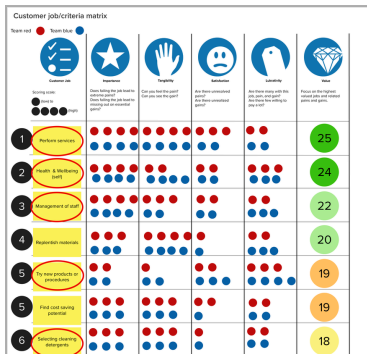 Customer job/criteria matrix
Team red Team blue
Customer Job
Importance
Tangibility
Satisfaction
Lukrativity
Value
Scoring scale:
(low) to
(high)
Does failing the job lead to
extreme pains?
Does failing the job lead to
missing out on essential
gains?
Can you feel the pain?
Can you see the gain?
Are there unresolved
pains?
Are there unrealized
gains?
Are there many with this
job, pain, and gain?
Are there few willing to
pay a lot?
Focus on the highest
valued jobs and related
pains and gains.
1 Perform services 25
2 Health & Wellbeing
(self) 24
3 Management of staff 22
4 Replenish materials 20
5 Try new products or
procedures 19
5 Find cost saving
potential 19
6 Selecting cleaning
detergents 18